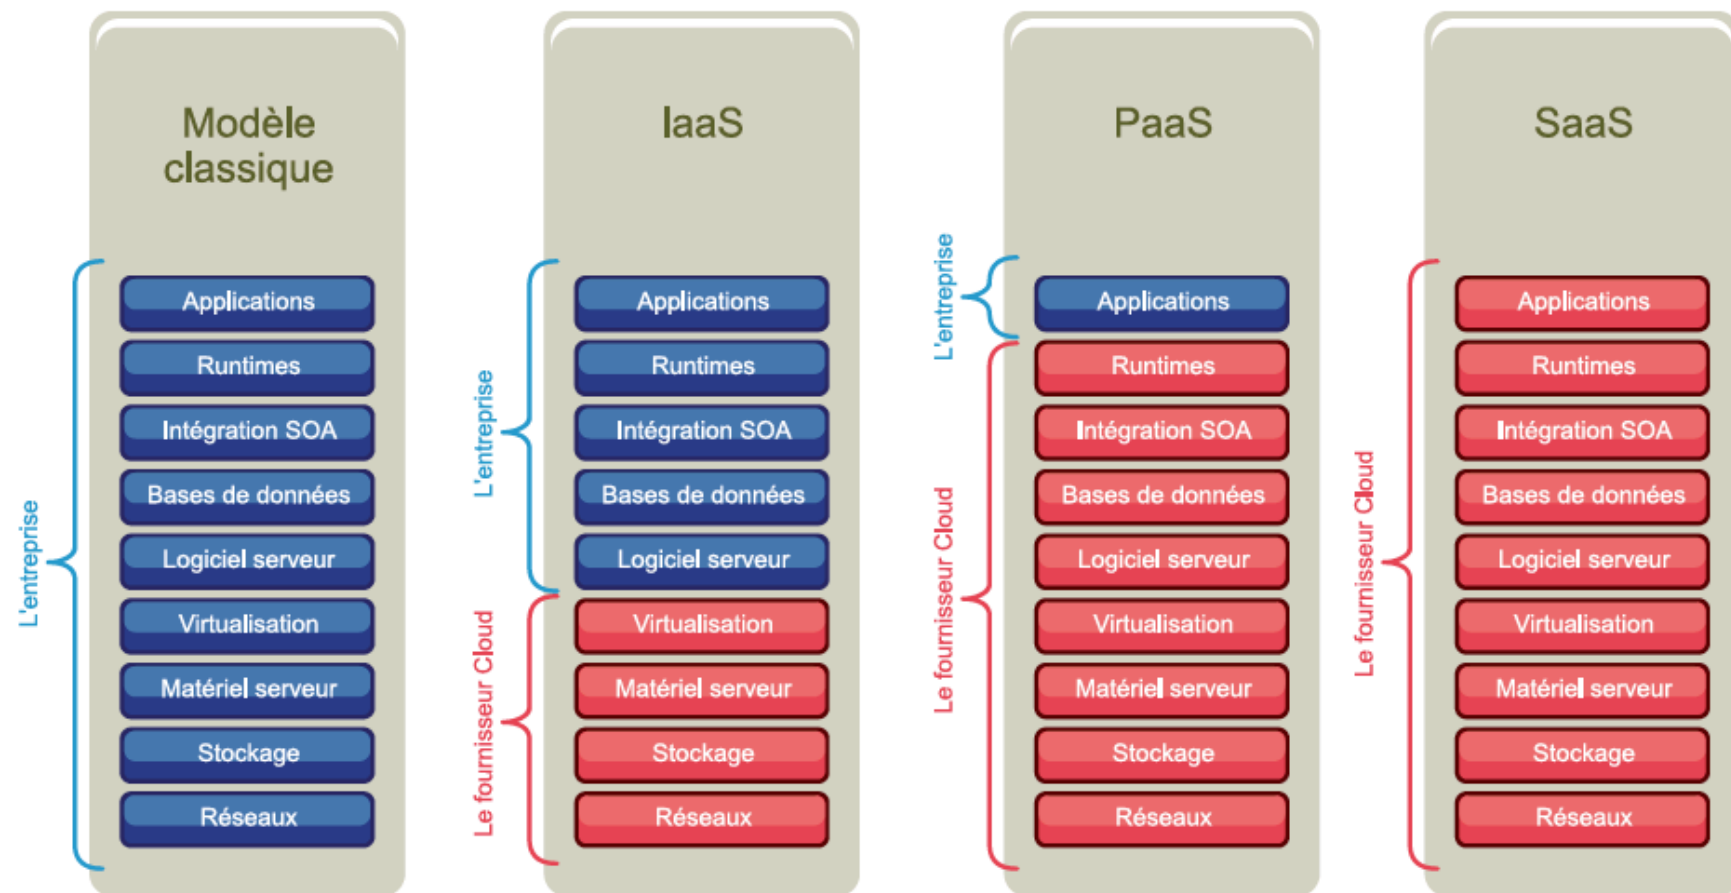 Modèle
classique
L'entreprise
Applications
Runtimes
Intégration SOA
Bases de données
Logiciel serveur
Virtualisation
Matériel serveur
Stockage
Réseaux
IaaS
L'entreprise
Le fournisseur Cloud
Applications
Runtimes
Intégration SOA
Bases de données
Logiciel serveur
Virtualisation
Matériel serveur
Stockage
Réseaux
PaaS
L'entreprise
Le fournisseur Cloud
Applications
Runtimes
Intégration SOA
Bases de données
Logiciel serveur
Virtualisation
Matériel serveur
Stockage
Réseaux
SaaS
Le fournisseur Cloud
Applications
Runtimes
Intégration SOA
Bases de données
Logiciel serveur
Virtualisation
Matériel serveur
Stockage
Réseaux